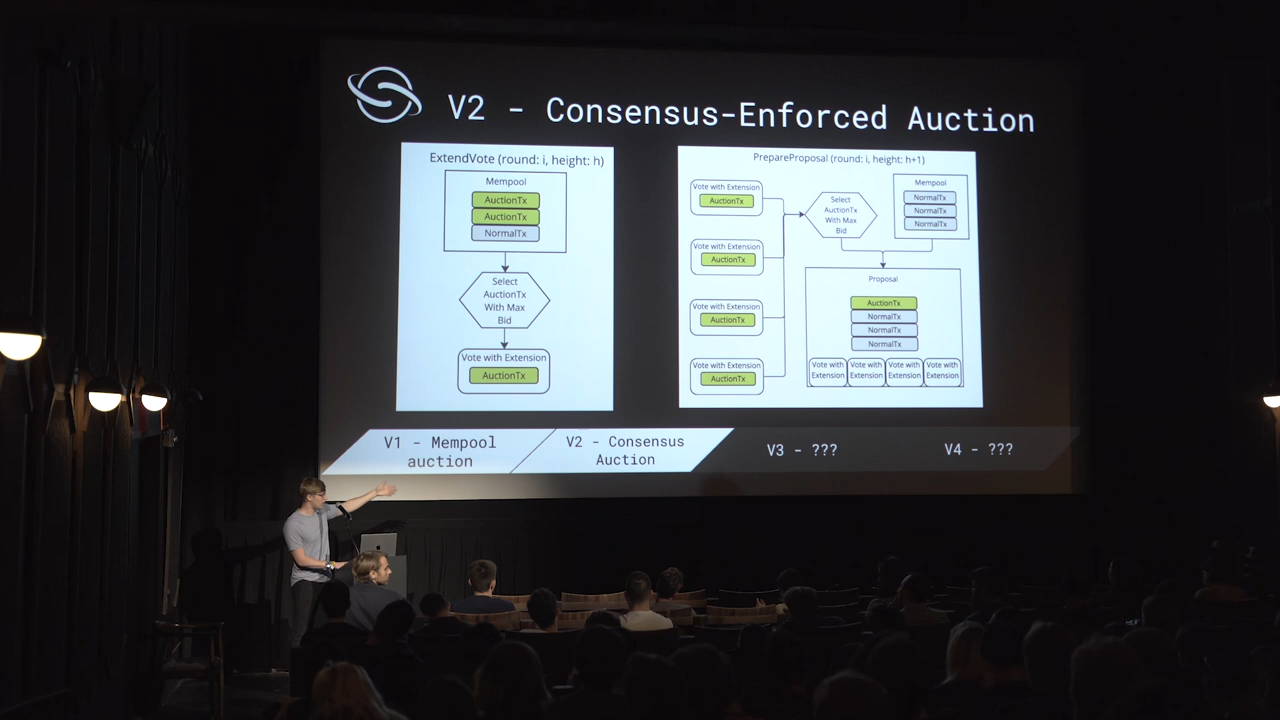 V2 - Consensus-Enforced Auction
ExtendVote (round: i, height: h)
Mempool
AuctionTx
AuctionTx
NormalTx
Select
AuctionTx
With Max
Bid
Vote with Extension
AuctionTx
PrepareProposal (round: i, height: h+1)
Vote with Extension
AuctionTx
Vote with Extension
AuctionTx
Vote with Extension
AuctionTx
Vote with Extension
AuctionTx
Select
AuctionTx
With Max
Bid
Mempool
NormalTx
NormalTx
NormalTx
Proposal
AuctionTx
NormalTx
NormalTx
NormalTx
Vote with
Extension
Vote with
Extension
Vote with
Extension
Vote with
Extension
V1 - Mempool
auction
V2 - Consensus
Auction
V3 - ???
V4 - ???